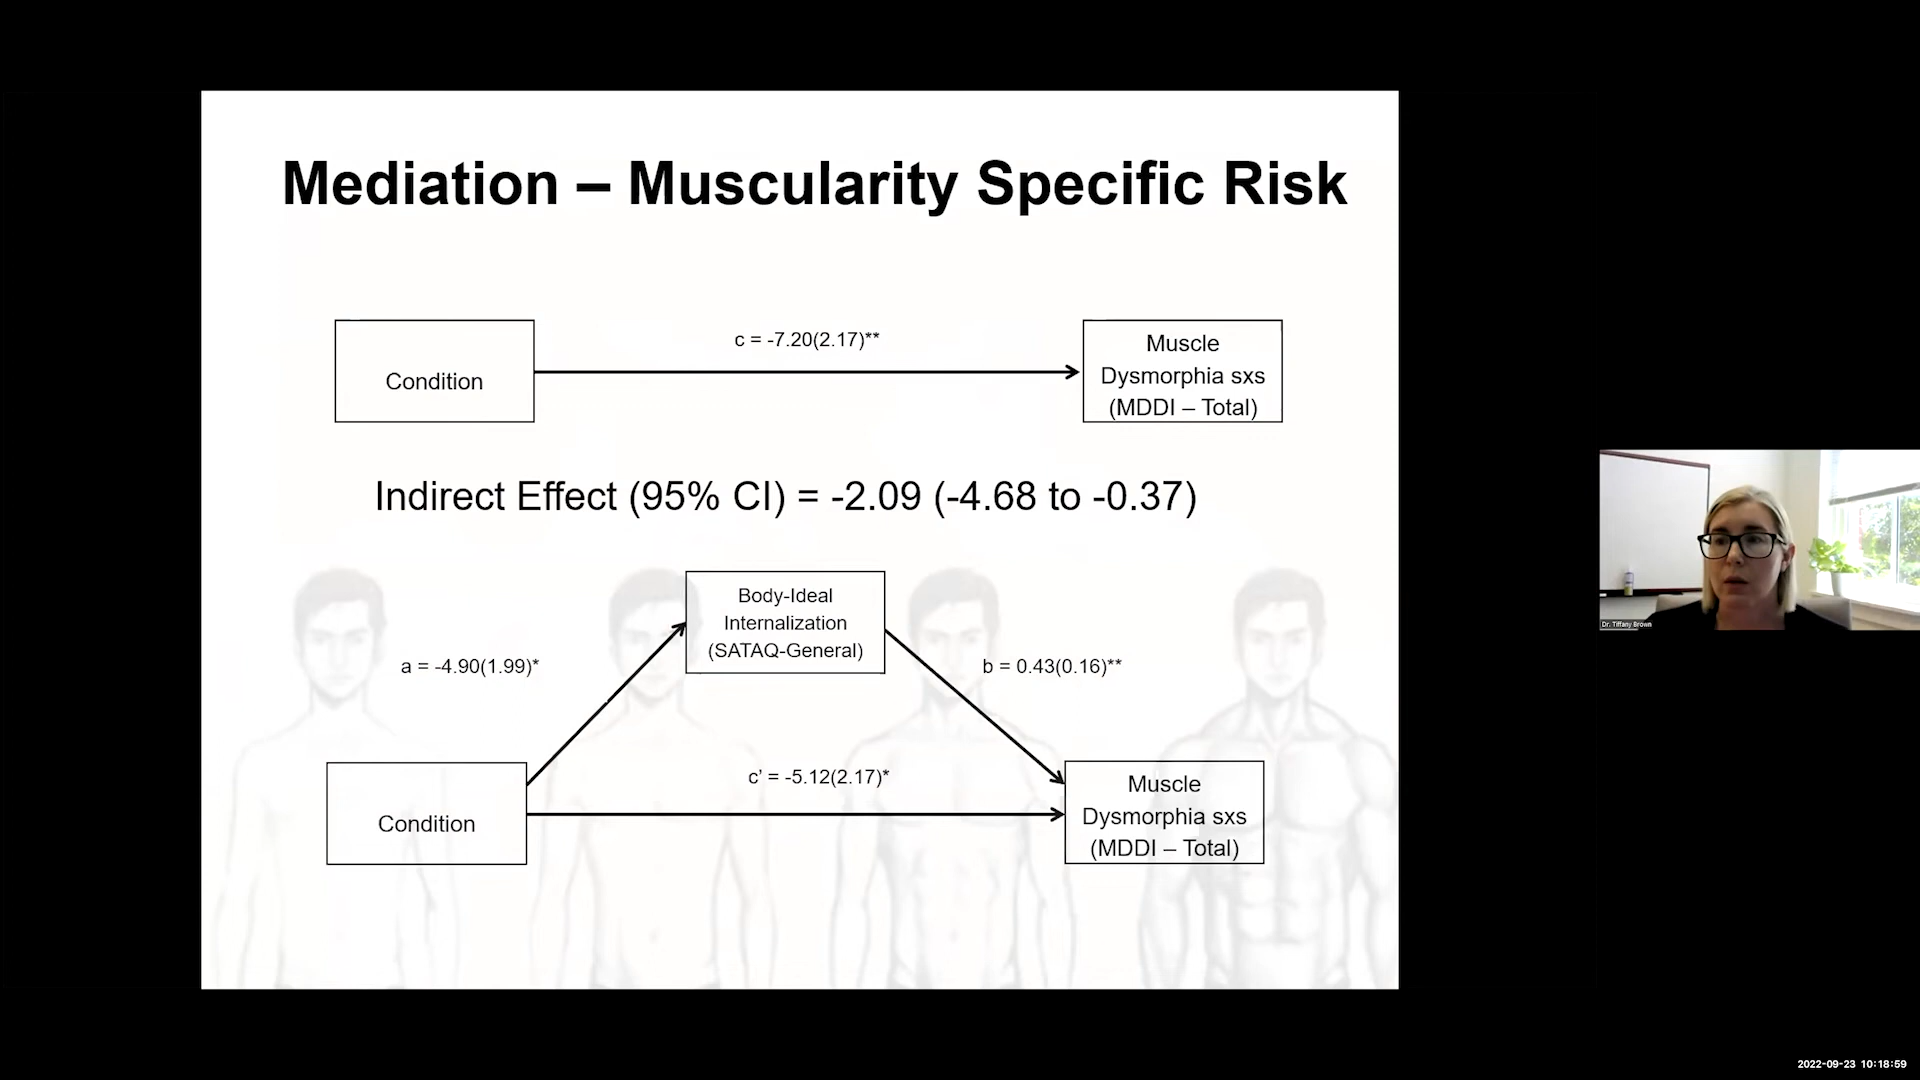 Mediation – Muscularity Specific Risk
c = -7.20(2.17)**
Condition
Muscle
Dysmorphia sxs
(MDDI – Total)
Indirect Effect (95% CI) = -2.09 (-4.68 to -0.37)
Body-Ideal
Internalization
(SATAQ-General)
a = -4.90(1.99)*
b = 0.43(0.16)**
c’ = -5.12(2.17)*
Condition
Muscle
Dysmorphia sxs
(MDDI – Total)
Dr. Tiffany Brown
2022-09-23 10:18:59